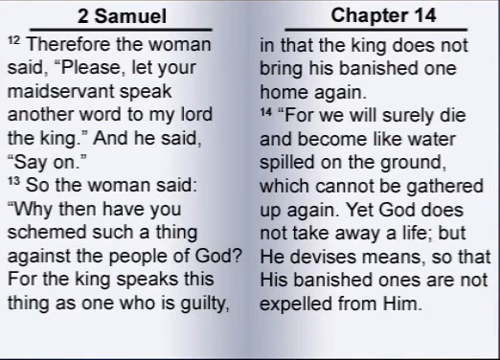 2 Samuel
12 Therefore the woman
said, “Please, let your
maidservant speak
another word to my lord
the king.” And he said,
“Say on.”
13 So the woman said:
“Why then have you
schemed such a thing
against the people of God?
For the king speaks this
thing as one who is guilty,
Chapter 14
in that the king does not
bring his banished one
home again.
14 “For we will surely die
and become like water
spilled on the ground,
which cannot be gathered
up again. Yet God does
not take away a life; but
He devises means, so that
His banished ones are not
expelled from Him.